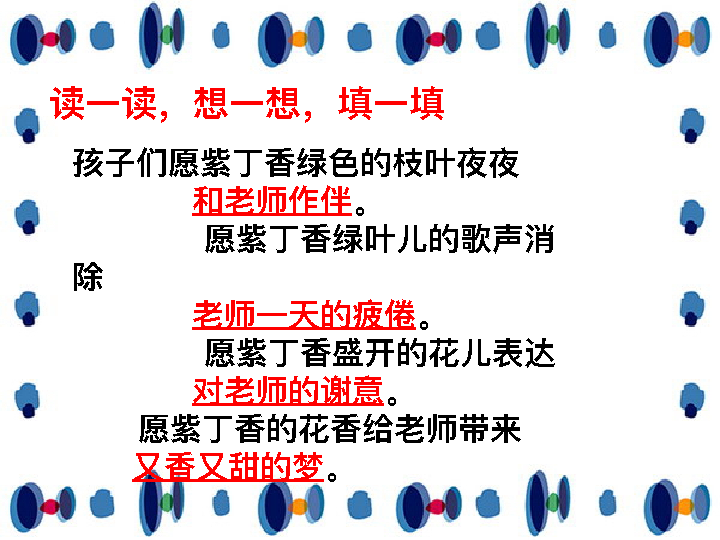 读一读，想一想，填一填
孩子们愿紫丁香绿色的枝叶夜夜
和老师作伴。
愿紫丁香绿叶儿的歌声消
除
老师一天的疲倦。
愿紫丁香盛开的花儿表达
对老师的谢意。
愿紫丁香的花香给老师带来
又香又甜的梦。